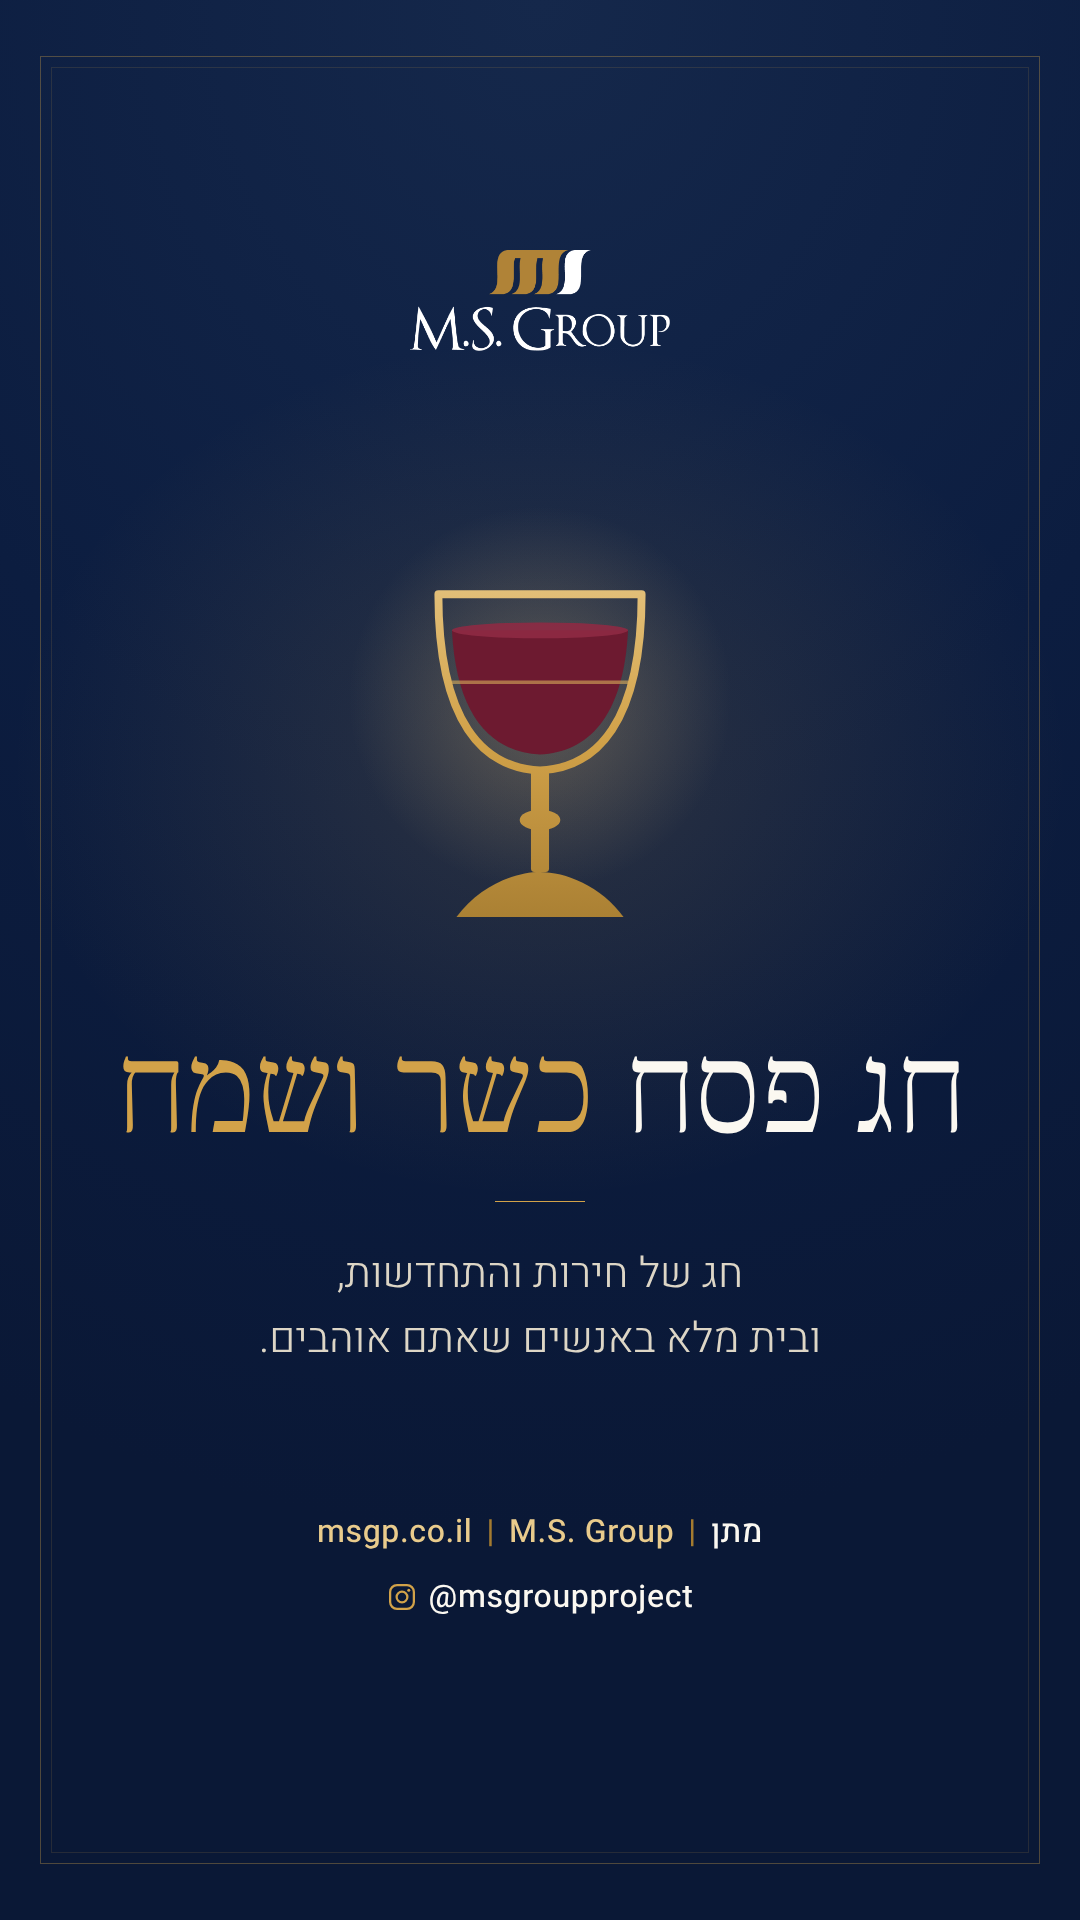 M.S. GROUP
חג פסח כשר ושמח
חג של חירות והתחדשות,
ובית מלא באנשים שאתם אוהבים.
מתן | M.S. Group | msgp.co.il
@msgroupproject